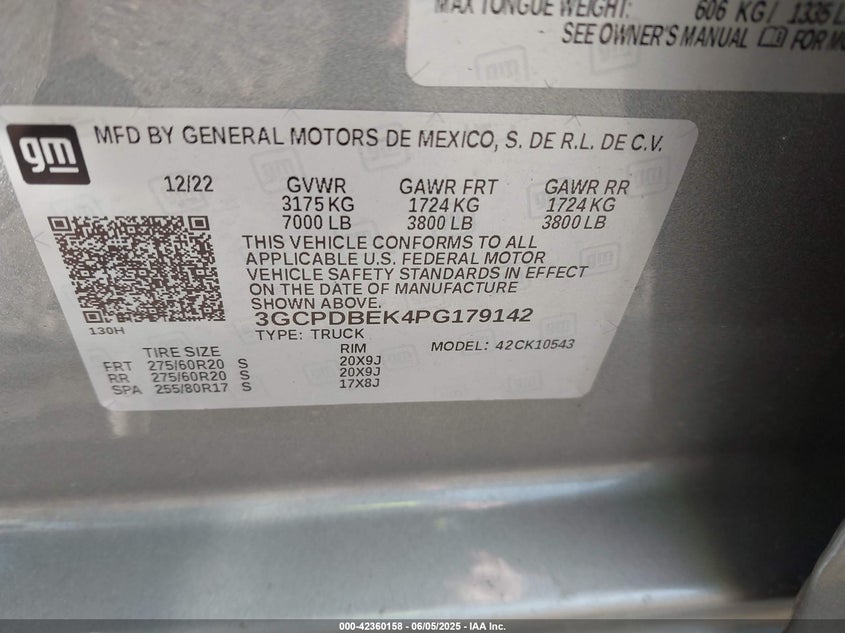 MAX TONGUE WEIGHT: 606 KG / 1335 L
SEE OWNER'S MANUAL FOR MO
gm
MFD BY GENERAL MOTORS DE MEXICO, S. DE R.L. DE C.V.
12/22 GVWR GAWR FRT GAWR RR
3175 KG 1724 KG 1724 KG
7000 LB 3800 LB 3800 LB
THIS VEHICLE CONFORMS TO ALL
APPLICABLE U.S. FEDERAL MOTOR
VEHICLE SAFETY STANDARDS IN EFFECT
ON THE DATE OF MANUFACTURE
SHOWN ABOVE.
3GCPDBEK4PG179142
130H
TYPE: TRUCK MODEL: 42CK10543
TIRE SIZE RIM
FRT 275/60R20 S 20X9J
RR 275/60R20 S 20X9J
SPA 255/80R17 S 17X8J
000-42360158 - 06/05/2025 - IAA Inc.